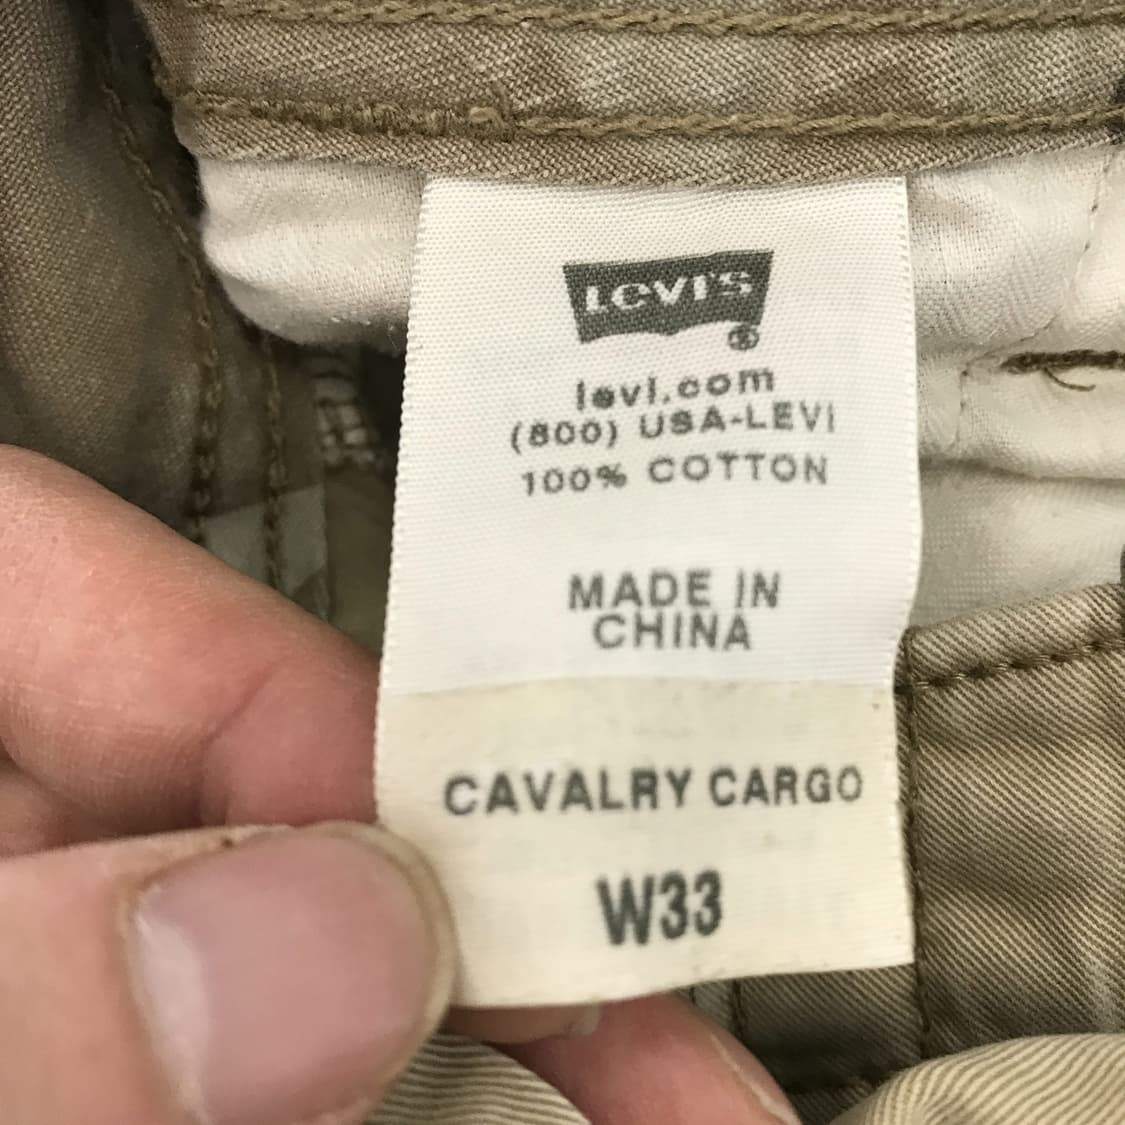 LEVI'S
®
levi.com
(800) USA-LEVI
100% COTTON
MADE IN
CHINA
CAVALRY CARGO
W33